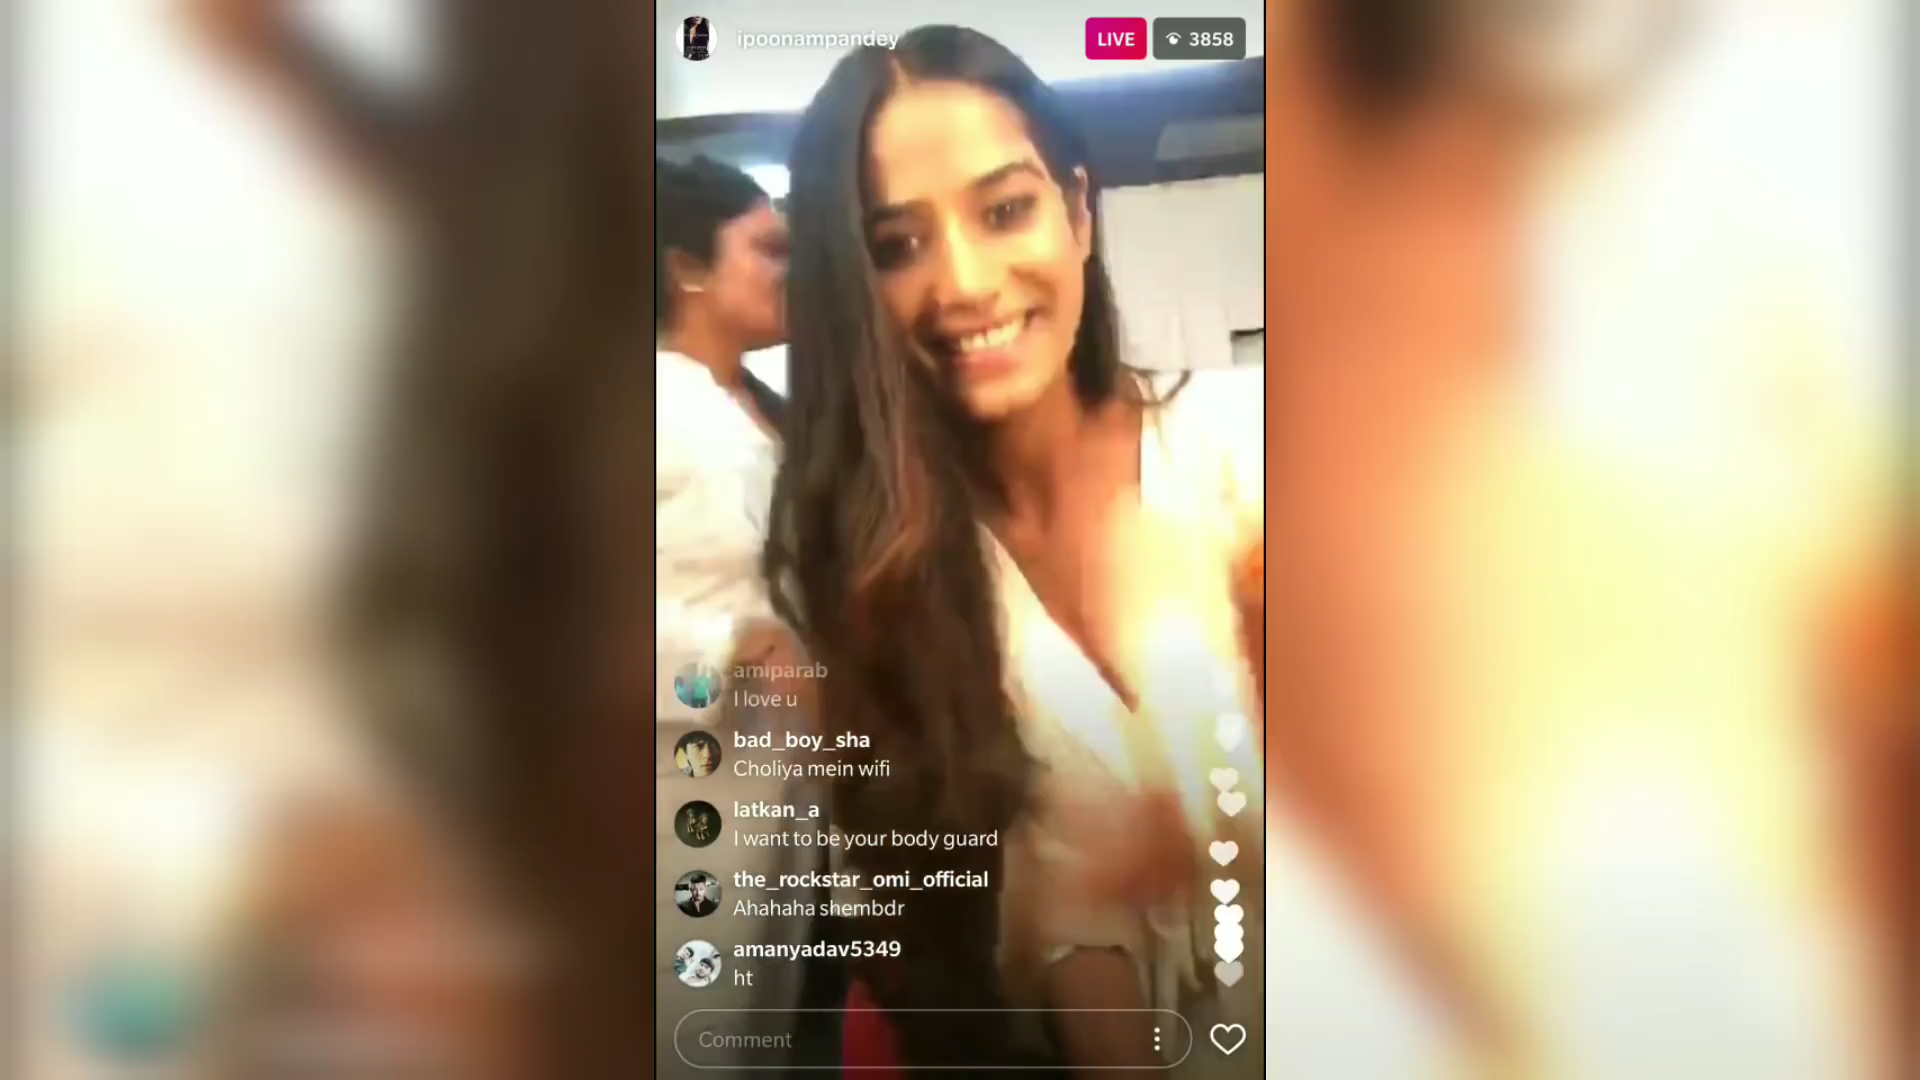 ipoonampandey
LIVE
3858
amiparab
I love u
bad_boy_sha
Choliya mein wifi
latkan_a
I want to be your body guard
the_rockstar_omi_official
Ahahaha shembdr
amanyadav5349
ht
Comment